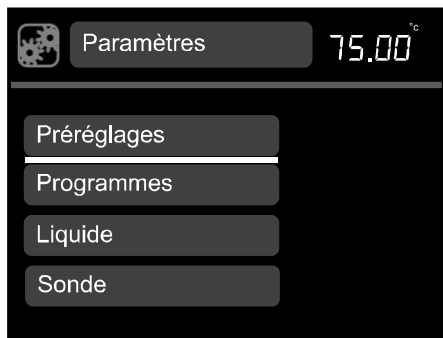 Paramètres 75.00°c
Préréglages
Programmes
Liquide
Sonde